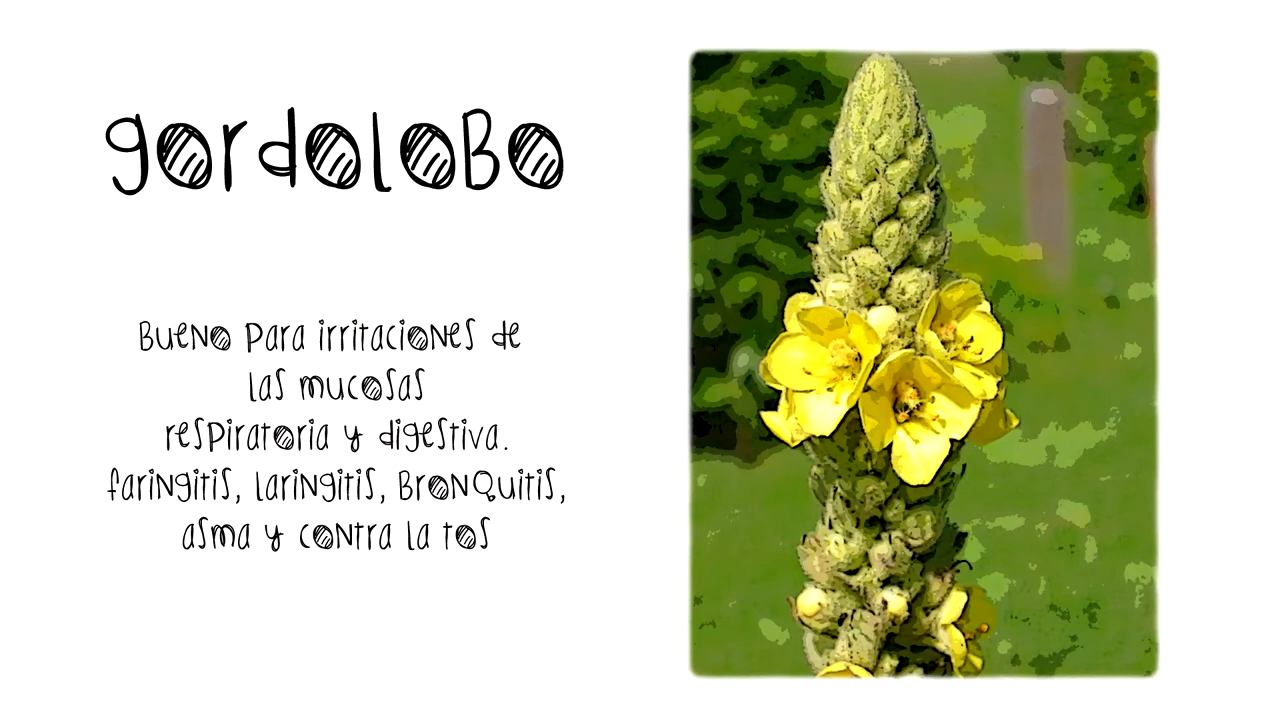 gordoloBo
Bueno para irritaciones de
las mucosas
respiratoria y digestiva.
faringitis, laringitis, BronQuitis,
asma y contra la tos